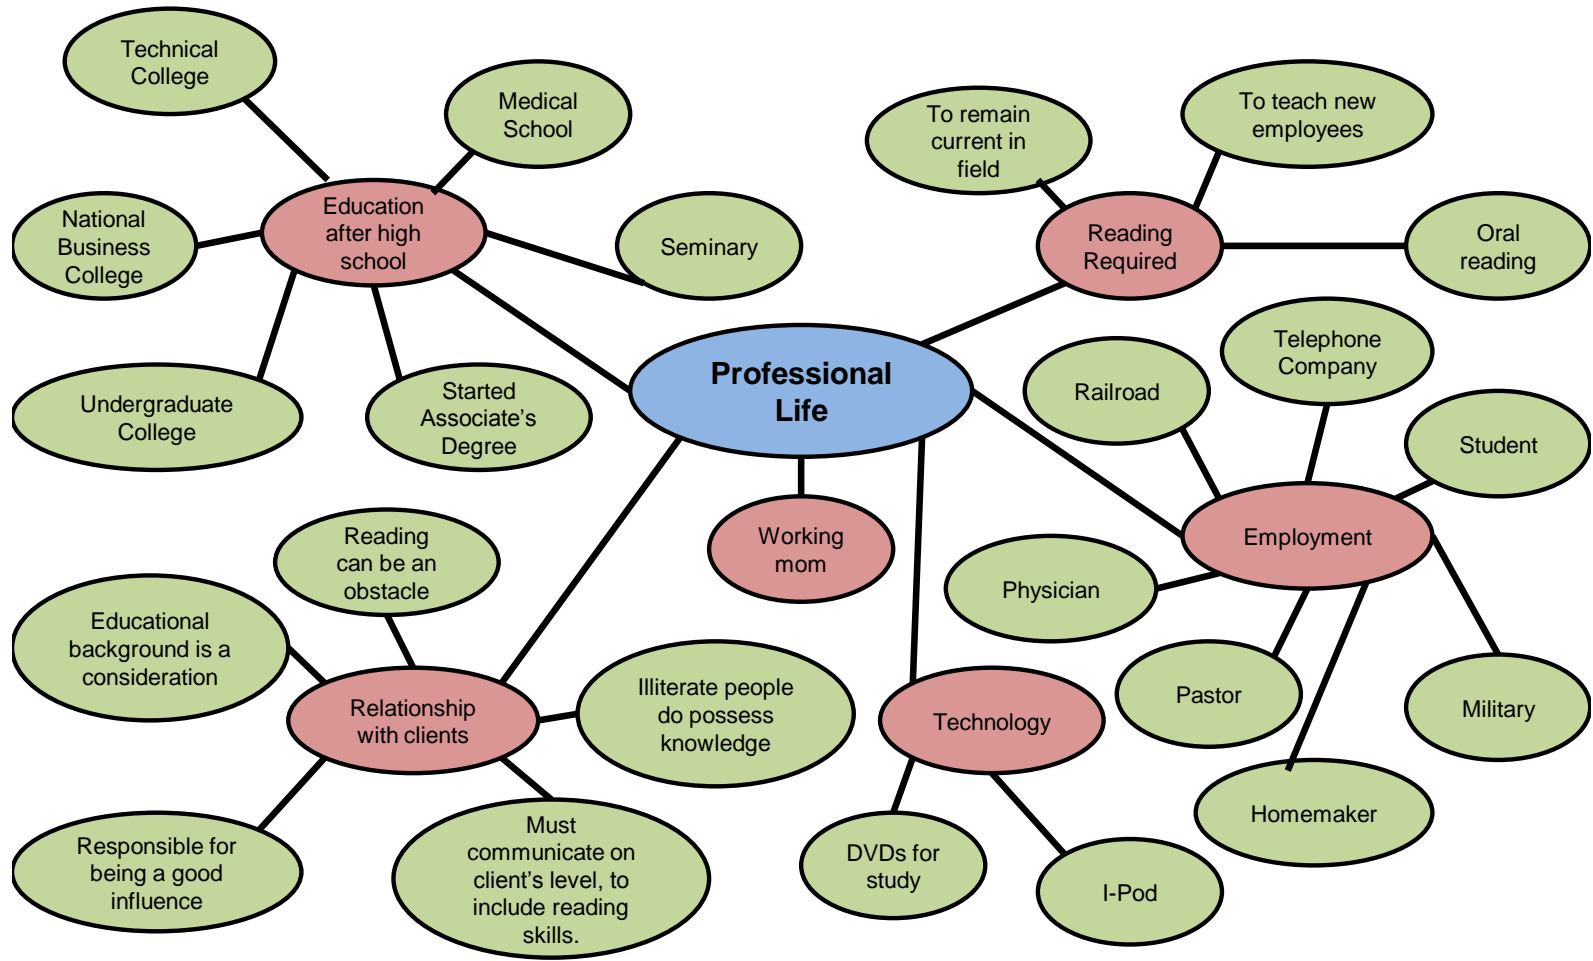 Technical
College
Medical
School
To remain
current in
field
To teach new
employees
National
Business
College
Education
after high
school
Seminary
Reading
Required
Oral
reading
Undergraduate
College
Started
Associate's
Degree
Professional
Life
Railroad
Telephone
Company
Student
Reading
can be an
obstacle
Working
mom
Employment
Physician
Educational
background is a
consideration
Relationship
with clients
Illiterate people
do possess
knowledge
Technology
Pastor
Military
Homemaker
Responsible for
being a good
influence
Must
communicate on
client's level, to
include reading
skills.
DVDs for
study
I-Pod